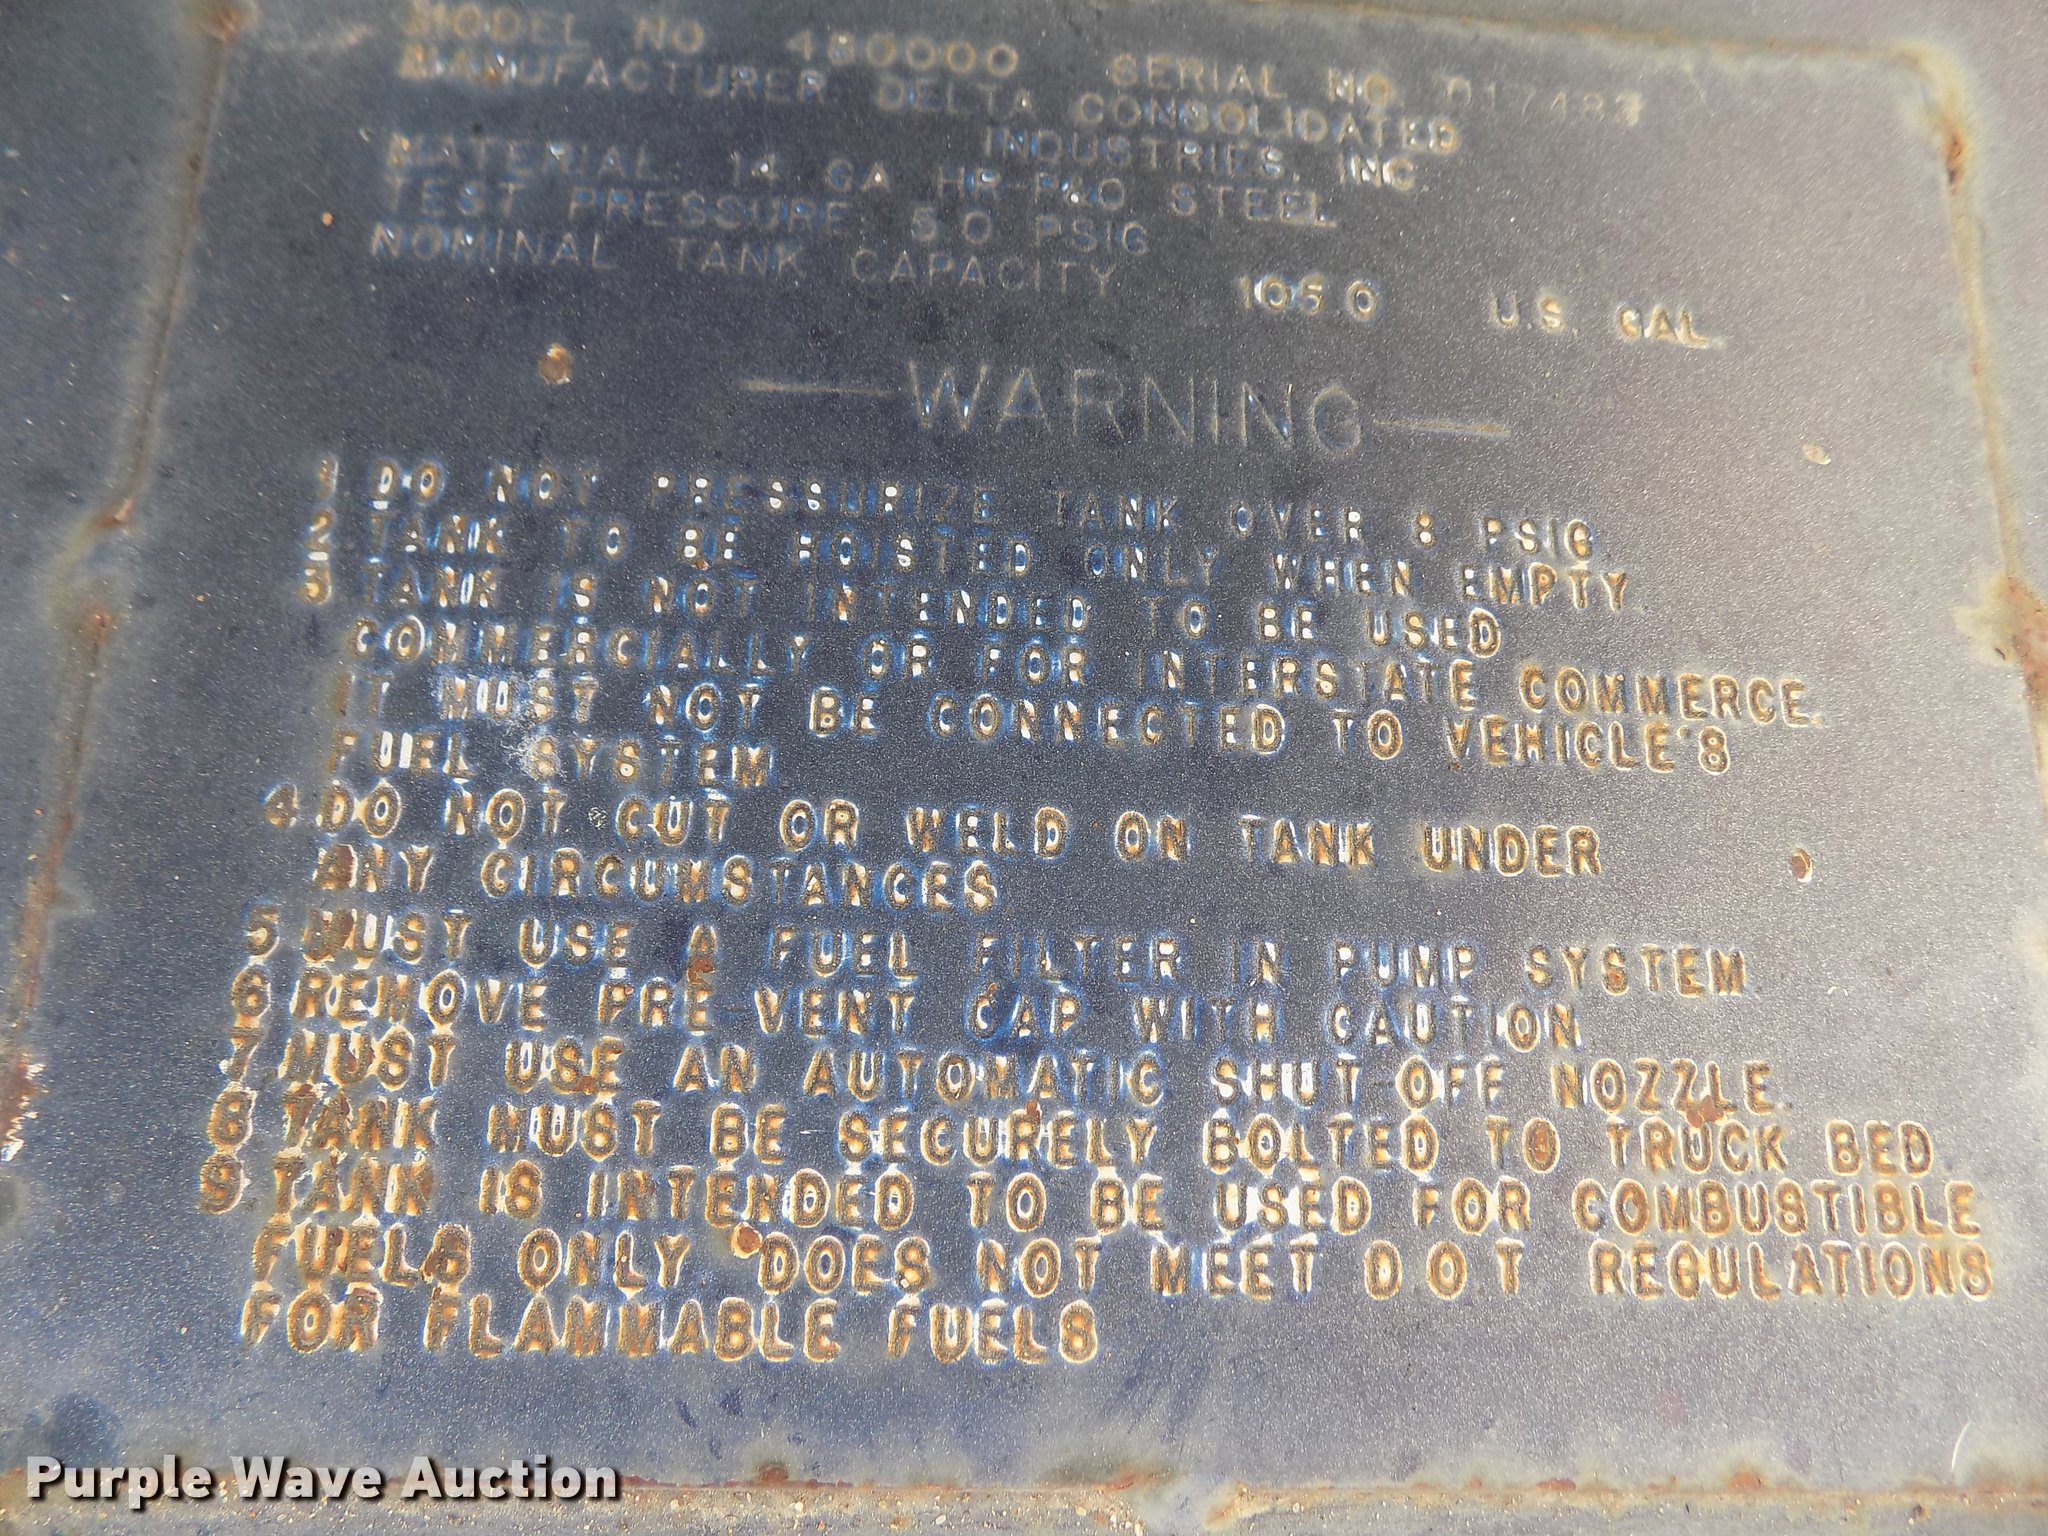 MODEL NO 480000 SERIAL NO. 017483
MANUFACTURER: DELTA CONSOLIDATED
INDUSTRIES, INC.
MATERIAL: 14 GA HR-P&O STEEL
TEST PRESSURE: 5.0 PSIG
NOMINAL TANK CAPACITY 105.0 U.S. GAL.
—WARNING—
1 DO NOT PRESSURIZE TANK OVER 8 PSIG
2 TANK TO BE HOISTED ONLY WHEN EMPTY
3 TANK IS NOT INTENDED TO BE USED
COMMERCIALLY OR FOR INTERSTATE COMMERCE.
IT MUST NOT BE CONNECTED TO VEHICLE'S
FUEL SYSTEM
4 DO NOT CUT OR WELD ON TANK UNDER
ANY CIRCUMSTANCES
5 MUST USE A FUEL FILTER IN PUMP SYSTEM
6 REMOVE PRE-VENT CAP WITH CAUTION
7 MUST USE AN AUTOMATIC SHUT-OFF NOZZLE.
8 TANK MUST BE SECURELY BOLTED TO TRUCK BED.
9 TANK IS INTENDED TO BE USED FOR COMBUSTIBLE
FUELS ONLY DOES NOT MEET D.O.T REGULATIONS
FOR FLAMMABLE FUELS
Purple Wave Auction